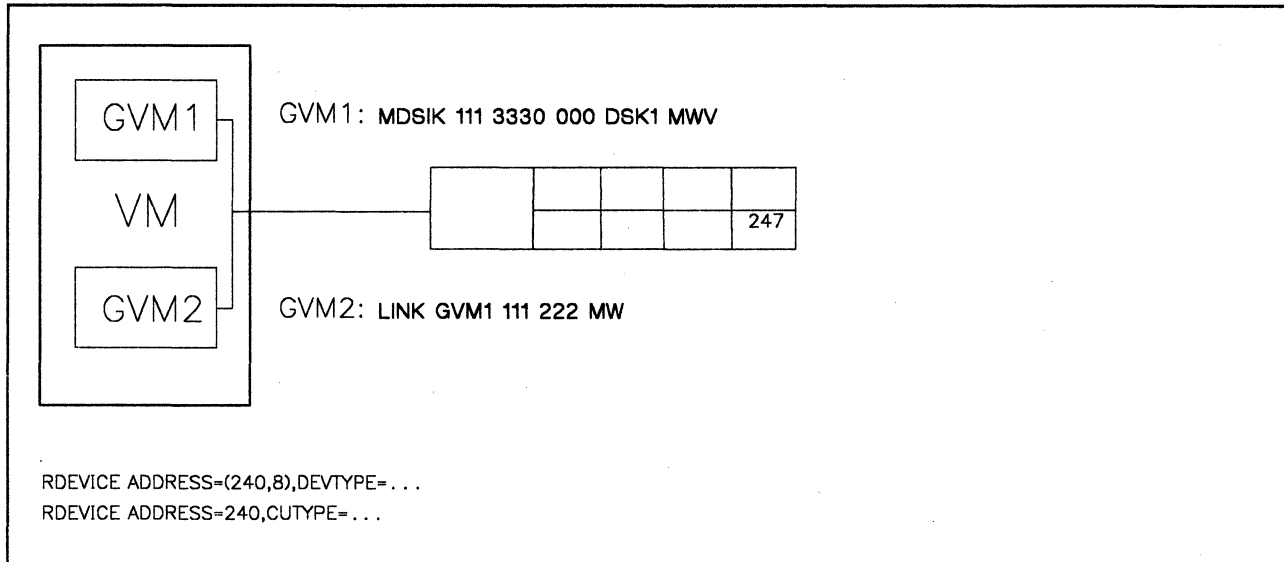 GVM1
GVM1: MDSIK 111 3330 000 DSK1 MWV
VM
247
GVM2
GVM2: LINK GVM1 111 222 MW
RDEVICE ADDRESS=(240,8),DEVTYPE=...
RDEVICE ADDRESS=240,CUTYPE=...